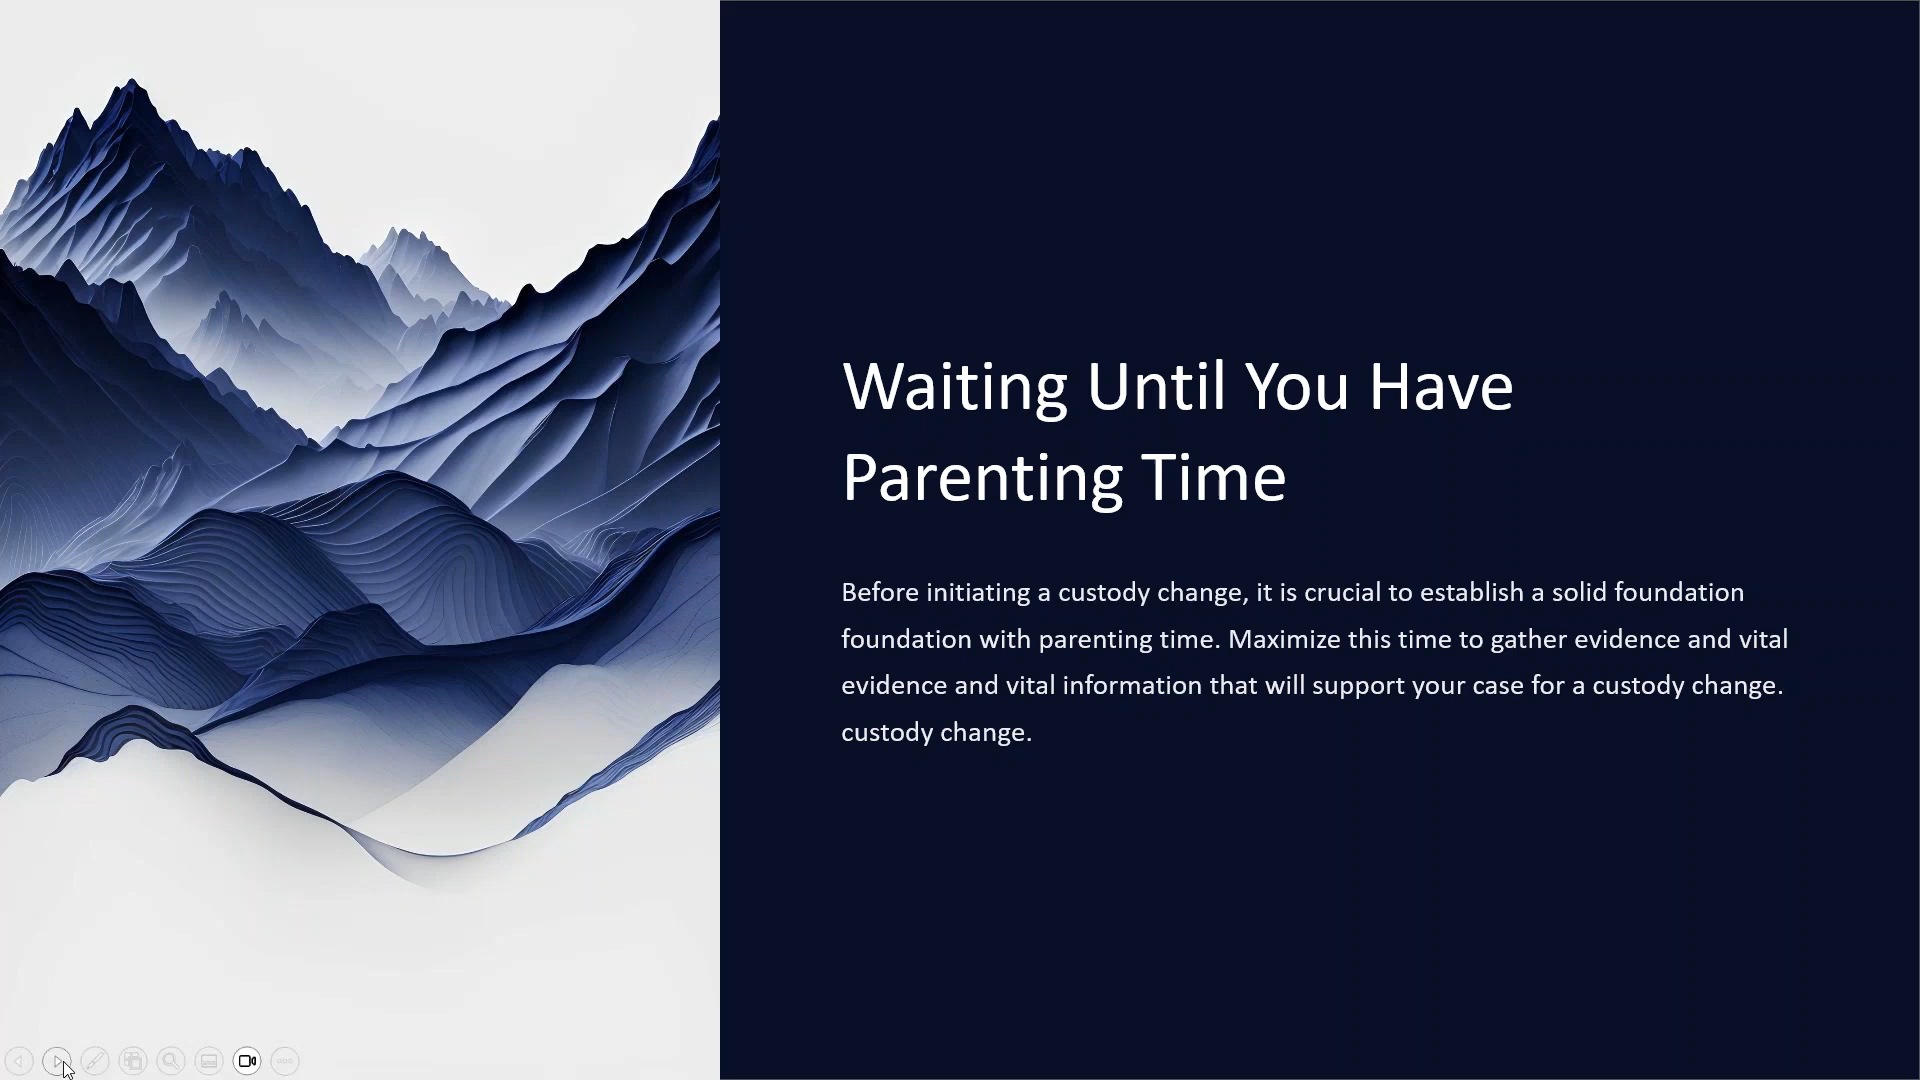 Waiting Until You Have
Parenting Time
Before initiating a custody change, it is crucial to establish a solid foundation
foundation with parenting time. Maximize this time to gather evidence and vital
evidence and vital information that will support your case for a custody change.
custody change.